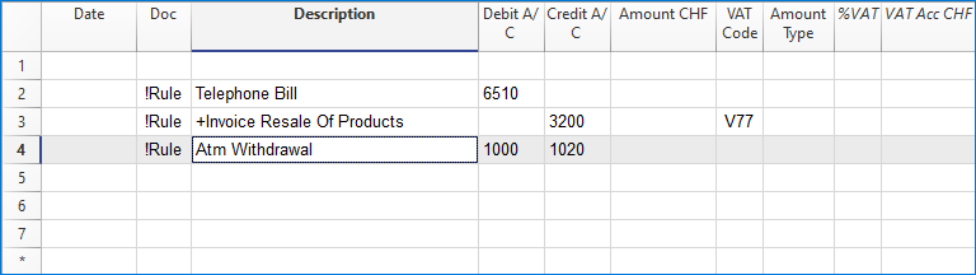 Date Doc Description Debit A/C Credit A/C Amount CHF VAT Code Amount Type %VAT VAT Acc CHF
1
2 !Rule Telephone Bill 6510
3 !Rule +Invoice Resale Of Products 3200 V77
4 !Rule Atm Withdrawal 1000 1020
5
6
7
*